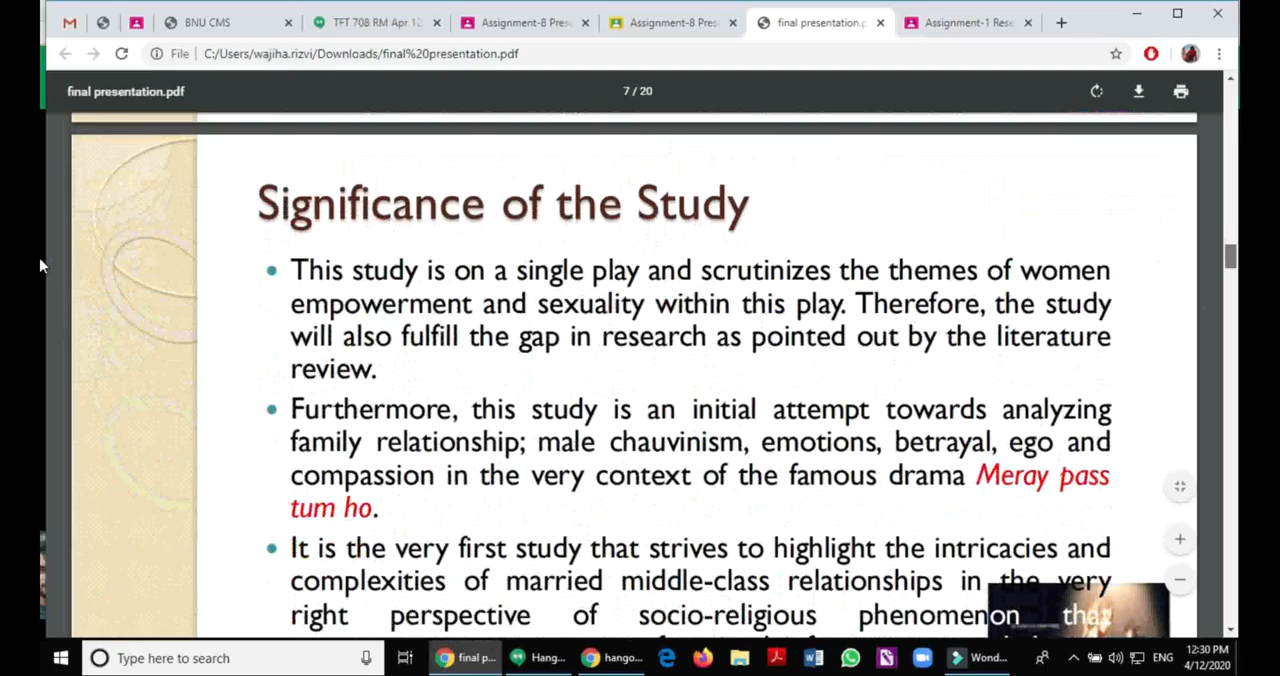 BNU CMS
TFT 708 RM Apr 12
Assignment-8 Pres
Assignment-8 Pres
final presentation.p
Assignment-1 Rese
File | C:/Users/wajiha.rizvi/Downloads/final%20presentation.pdf
final presentation.pdf
7 / 20
Significance of the Study
• This study is on a single play and scrutinizes the themes of women
empowerment and sexuality within this play. Therefore, the study
will also fulfill the gap in research as pointed out by the literature
review.
• Furthermore, this study is an initial attempt towards analyzing
family relationship; male chauvinism, emotions, betrayal, ego and
compassion in the very context of the famous drama Meray pass
tum ho.
• It is the very first study that strives to highlight the intricacies and
complexities of married middle-class relationships in the very
right perspective of socio-religious phenomenon that
Type here to search
final p...
Hang...
hango...
Wond...
ENG
12:30 PM
4/12/2020